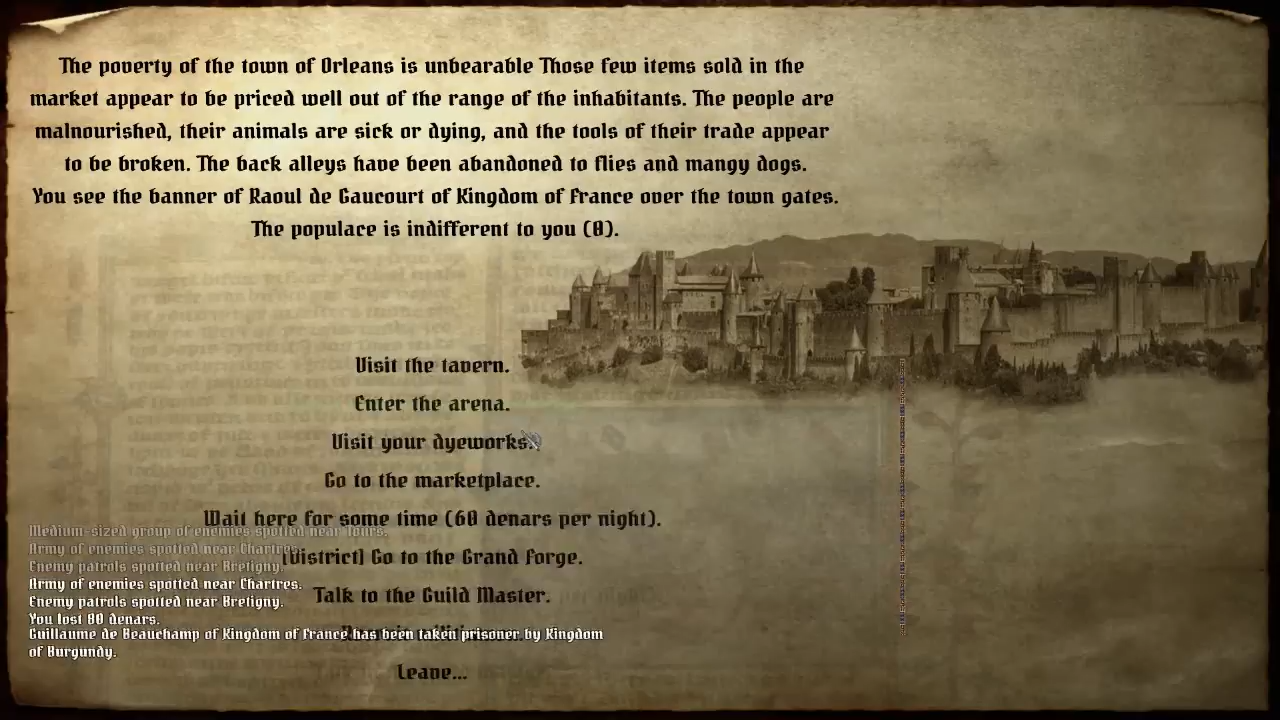 The poverty of the town of Orleans is unbearable Those few items sold in the
market appear to be priced well out of the range of the inhabitants. The people are
malnourished, their animals are sick or dying, and the tools of their trade appear
to be broken. The back alleys have been abandoned to flies and mangy dogs.
You see the banner of Raoul de Gaucourt of Kingdom of France over the town gates.
The populace is indifferent to you (0).
Visit the tavern.
Enter the arena.
Visit your dyeworks.
Go to the marketplace.
Wait here for some time (60 denars per night).
Medium-sized group of enemies spotted near Tours.
Army of enemies spotted near Chartres.
[District] Go to the Grand Forge.
Enemy patrols spotted near Bretigny.
Army of enemies spotted near Chartres.
Talk to the Guild Master.
Enemy patrols spotted near Bretigny.
You lost 80 denars.
Guillaume de Beauchamp of Kingdom of France has been taken prisoner by Kingdom
of Burgundy.
Leave...